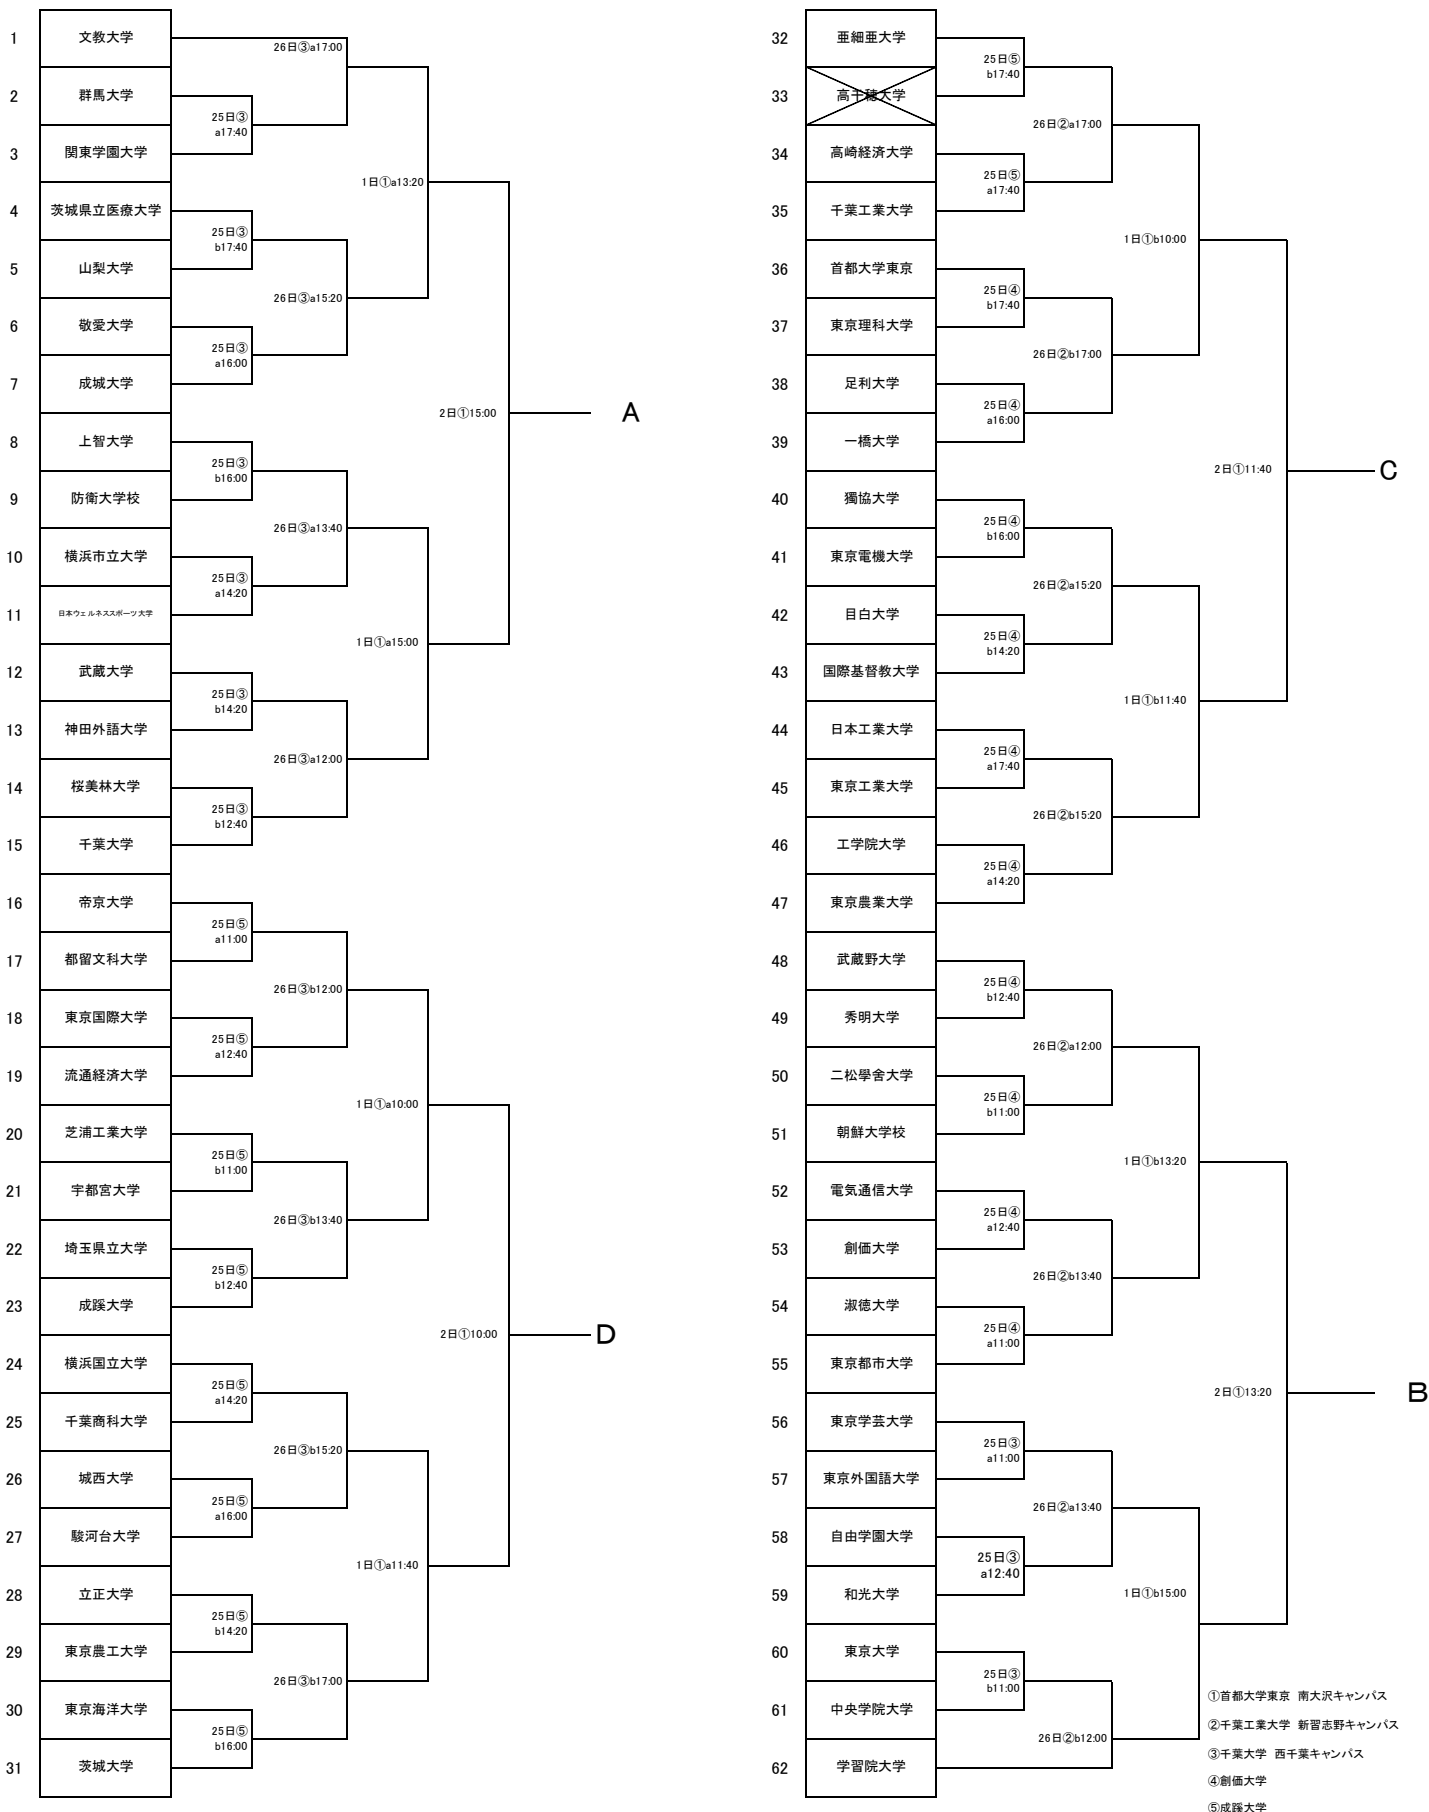 1 文教大学
26日③a17:00
2 群馬大学
25日③
a17:40
3 関東学園大学
1日①a13:20
4 茨城県立医療大学
25日③
b17:40
5 山梨大学
26日③a15:20
6 敬愛大学
25日③
a16:00
7 成城大学
2日①15:00
A
8 上智大学
25日③
b16:00
9 防衛大学校
26日③a13:40
10 横浜市立大学
25日③
a14:20
11 日本ウェルネススポーツ大学
1日①a15:00
12 武蔵大学
25日③
b14:20
13 神田外語大学
26日③a12:00
14 桜美林大学
25日③
b12:40
15 千葉大学
16 帝京大学
25日⑤
a11:00
17 都留文科大学
26日③b12:00
18 東京国際大学
25日⑤
a12:40
19 流通経済大学
1日①a10:00
20 芝浦工業大学
25日⑤
b11:00
21 宇都宮大学
26日③b13:40
22 埼玉県立大学
25日⑤
b12:40
23 成蹊大学
2日①10:00
D
24 横浜国立大学
25日⑤
a14:20
25 千葉商科大学
26日③b15:20
26 城西大学
25日⑤
a16:00
27 駿河台大学
1日①a11:40
28 立正大学
25日⑤
b14:20
29 東京農工大学
26日③b17:00
30 東京海洋大学
25日⑤
b16:00
31 茨城大学
32 亜細亜大学
25日⑤
b17:40
33 高千穂大学
26日②a17:00
34 高崎経済大学
25日⑤
a17:40
35 千葉工業大学
1日①b10:00
36 首都大学東京
25日④
b17:40
37 東京理科大学
26日②b17:00
38 足利大学
25日④
a16:00
39 一橋大学
2日①11:40
C
40 獨協大学
25日④
b16:00
41 東京電機大学
26日②a15:20
42 目白大学
25日④
b14:20
43 国際基督教大学
1日①b11:40
44 日本工業大学
25日④
a17:40
45 東京工業大学
26日②b15:20
46 工学院大学
25日④
a14:20
47 東京農業大学
48 武蔵野大学
25日④
b12:40
49 秀明大学
26日②a12:00
50 二松學舍大学
25日④
b11:00
51 朝鮮大学校
1日①b13:20
52 電気通信大学
25日④
a12:40
53 創価大学
26日②b13:40
54 淑徳大学
25日④
a11:00
55 東京都市大学
2日①13:20
B
56 東京学芸大学
25日③
a11:00
57 東京外国語大学
26日②a13:40
58 自由学園大学
25日③
a12:40
59 和光大学
1日①b15:00
60 東京大学
25日③
b11:00
61 中央学院大学
26日②b12:00
62 学習院大学
①首都大学東京 南大沢キャンパス
②千葉工業大学 新習志野キャンパス
③千葉大学 西千葉キャンパス
④創価大学
⑤成蹊大学